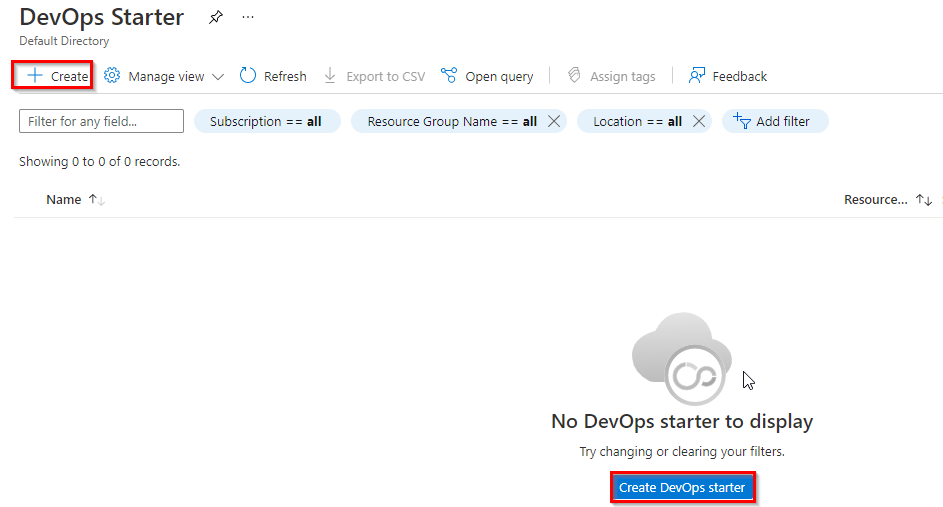 DevOps Starter ...
Default Directory
+ Create Manage view Refresh Export to CSV Open query Assign tags Feedback
Filter for any field... Subscription == all Resource Group Name == all Location == all Add filter
Showing 0 to 0 of 0 records.
Name Resource...
No DevOps starter to display
Try changing or clearing your filters.
Create DevOps starter